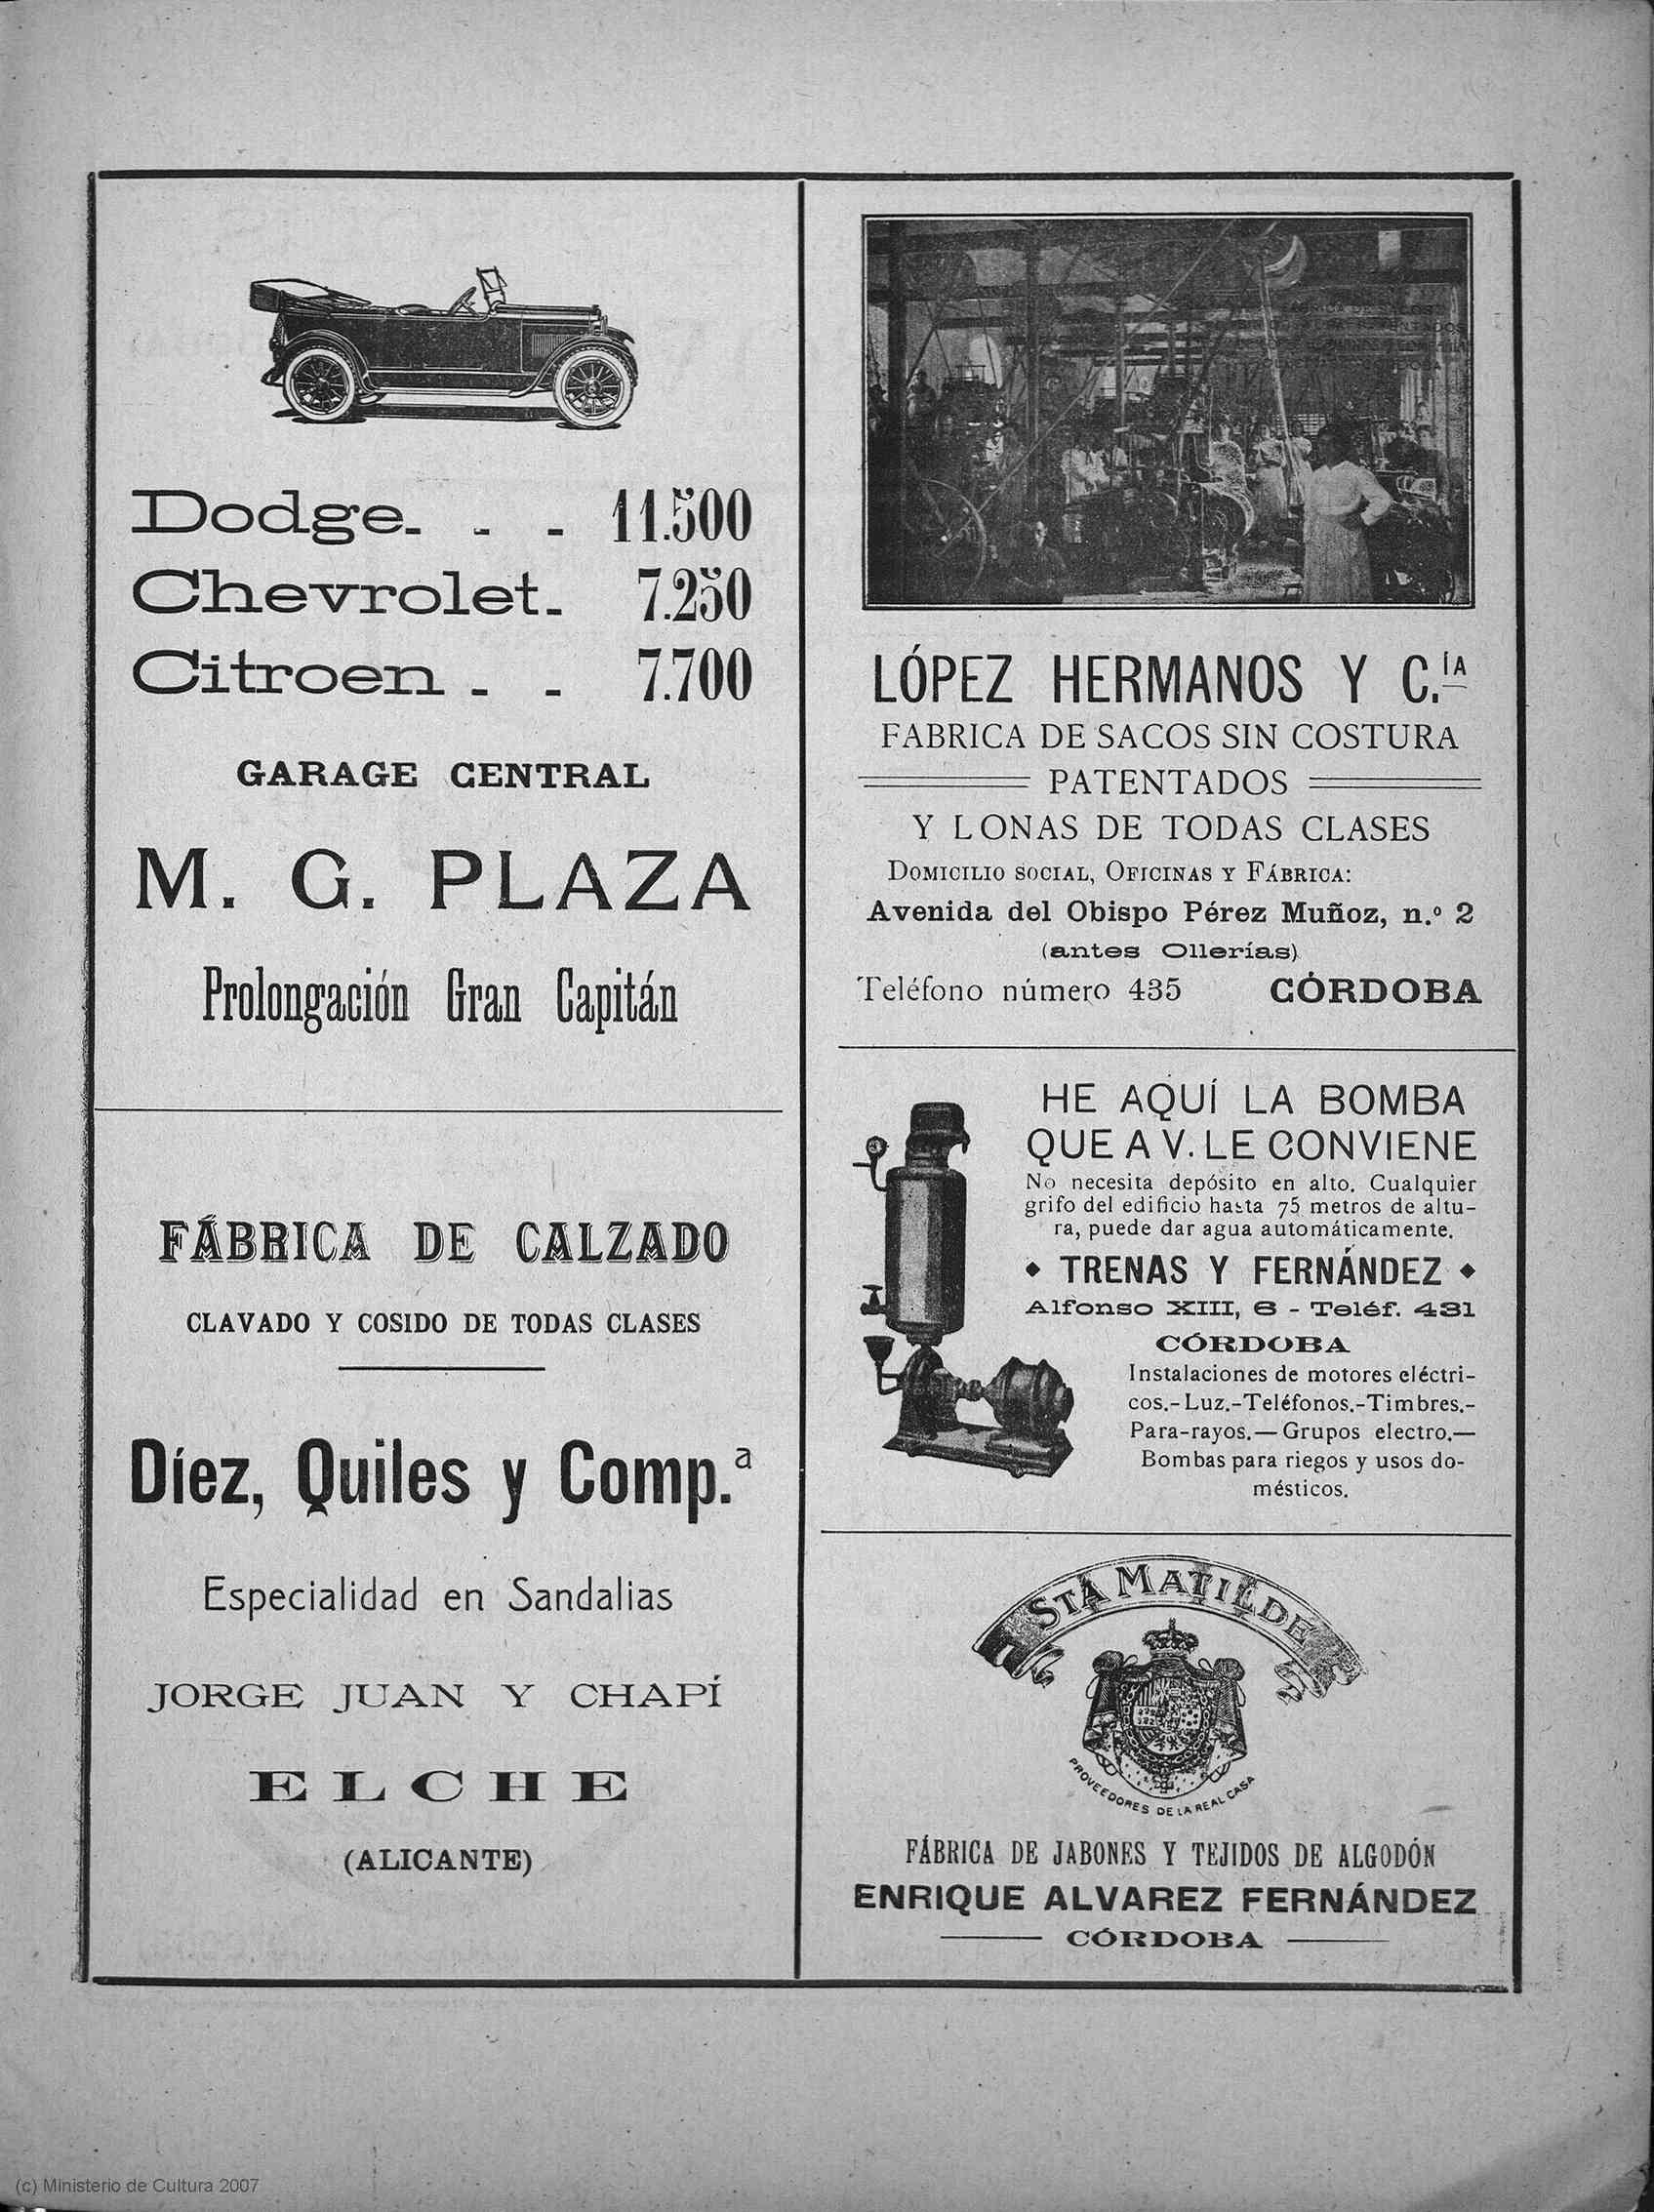 Dodge. - - 11.500
Chevrolet. 7.250
Citroen - - 7.700
GARAGE CENTRAL
M. G. PLAZA
Prolongación Gran Capitán
FÁBRICA DE CALZADO
CLAVADO Y COSIDO DE TODAS CLASES
Díez, Quiles y Comp.ª
Especialidad en Sandalias
JORGE JUAN Y CHAPÍ
ELCHE
(ALICANTE)
LÓPEZ HERMANOS Y C.ÍA
FABRICA DE SACOS SIN COSTURA
PATENTADOS
Y LONAS DE TODAS CLASES
DOMICILIO SOCIAL, OFICINAS Y FÁBRICA:
Avenida del Obispo Pérez Muñoz, n.º 2
(antes Ollerías)
Teléfono número 435 CÓRDOBA
HE AQUÍ LA BOMBA
QUE A V. LE CONVIENE
No necesita depósito en alto. Cualquier
grifo del edificio hasta 75 metros de altu-
ra, puede dar agua automáticamente.
• TRENAS Y FERNÁNDEZ •
Alfonso XIII, 6 - Teléf. 431
CÓRDOBA
Instalaciones de motores eléctri-
cos.-Luz.-Teléfonos.-Timbres.-
Para-rayos.—Grupos electro.—
Bombas para riegos y usos do-
mésticos.
STA MATILDE
PROVEEDORES DE LA REAL CASA
FÁBRICA DE JABONES Y TEJIDOS DE ALGODÓN
ENRIQUE ALVAREZ FERNÁNDEZ
CÓRDOBA
(c) Ministerio de Cultura 2007